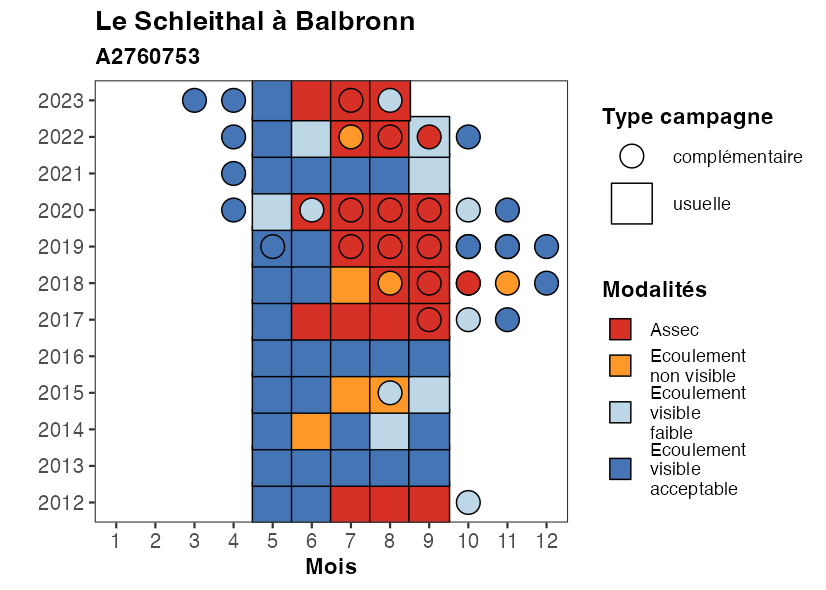 Le Schleithal à Balbronn
A2760753
2023
2022
2021
2020
2019
2018
2017
2016
2015
2014
2013
2012
1 2 3 4 5 6 7 8 9 10 11 12
Mois
Type campagne
complémentaire
usuelle
Modalités
Assec
Ecoulement
non visible
Ecoulement
visible
faible
Ecoulement
visible
acceptable